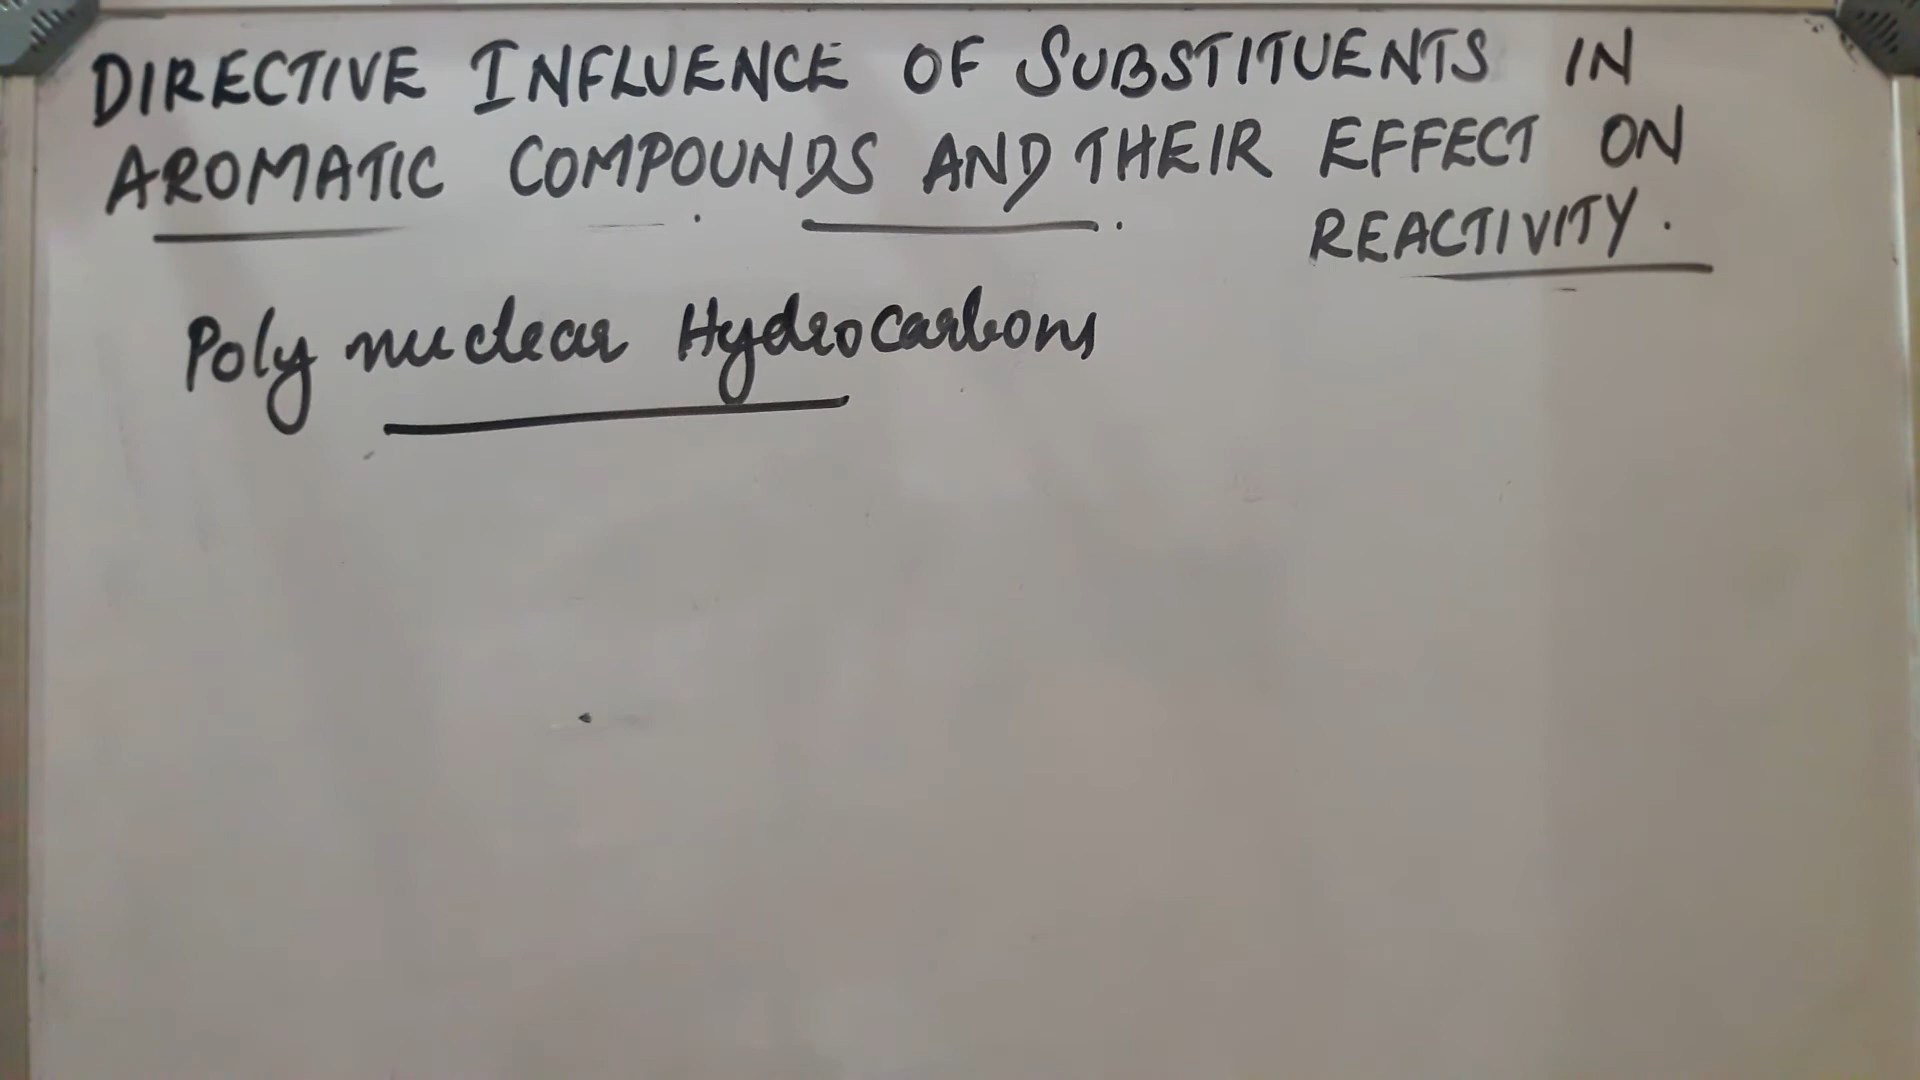 DIRECTIVE INFLUENCE OF SUBSTITUENTS IN
AROMATIC COMPOUNDS AND THEIR EFFECT ON
REACTIVITY.
Poly nuclear Hydrocarbons